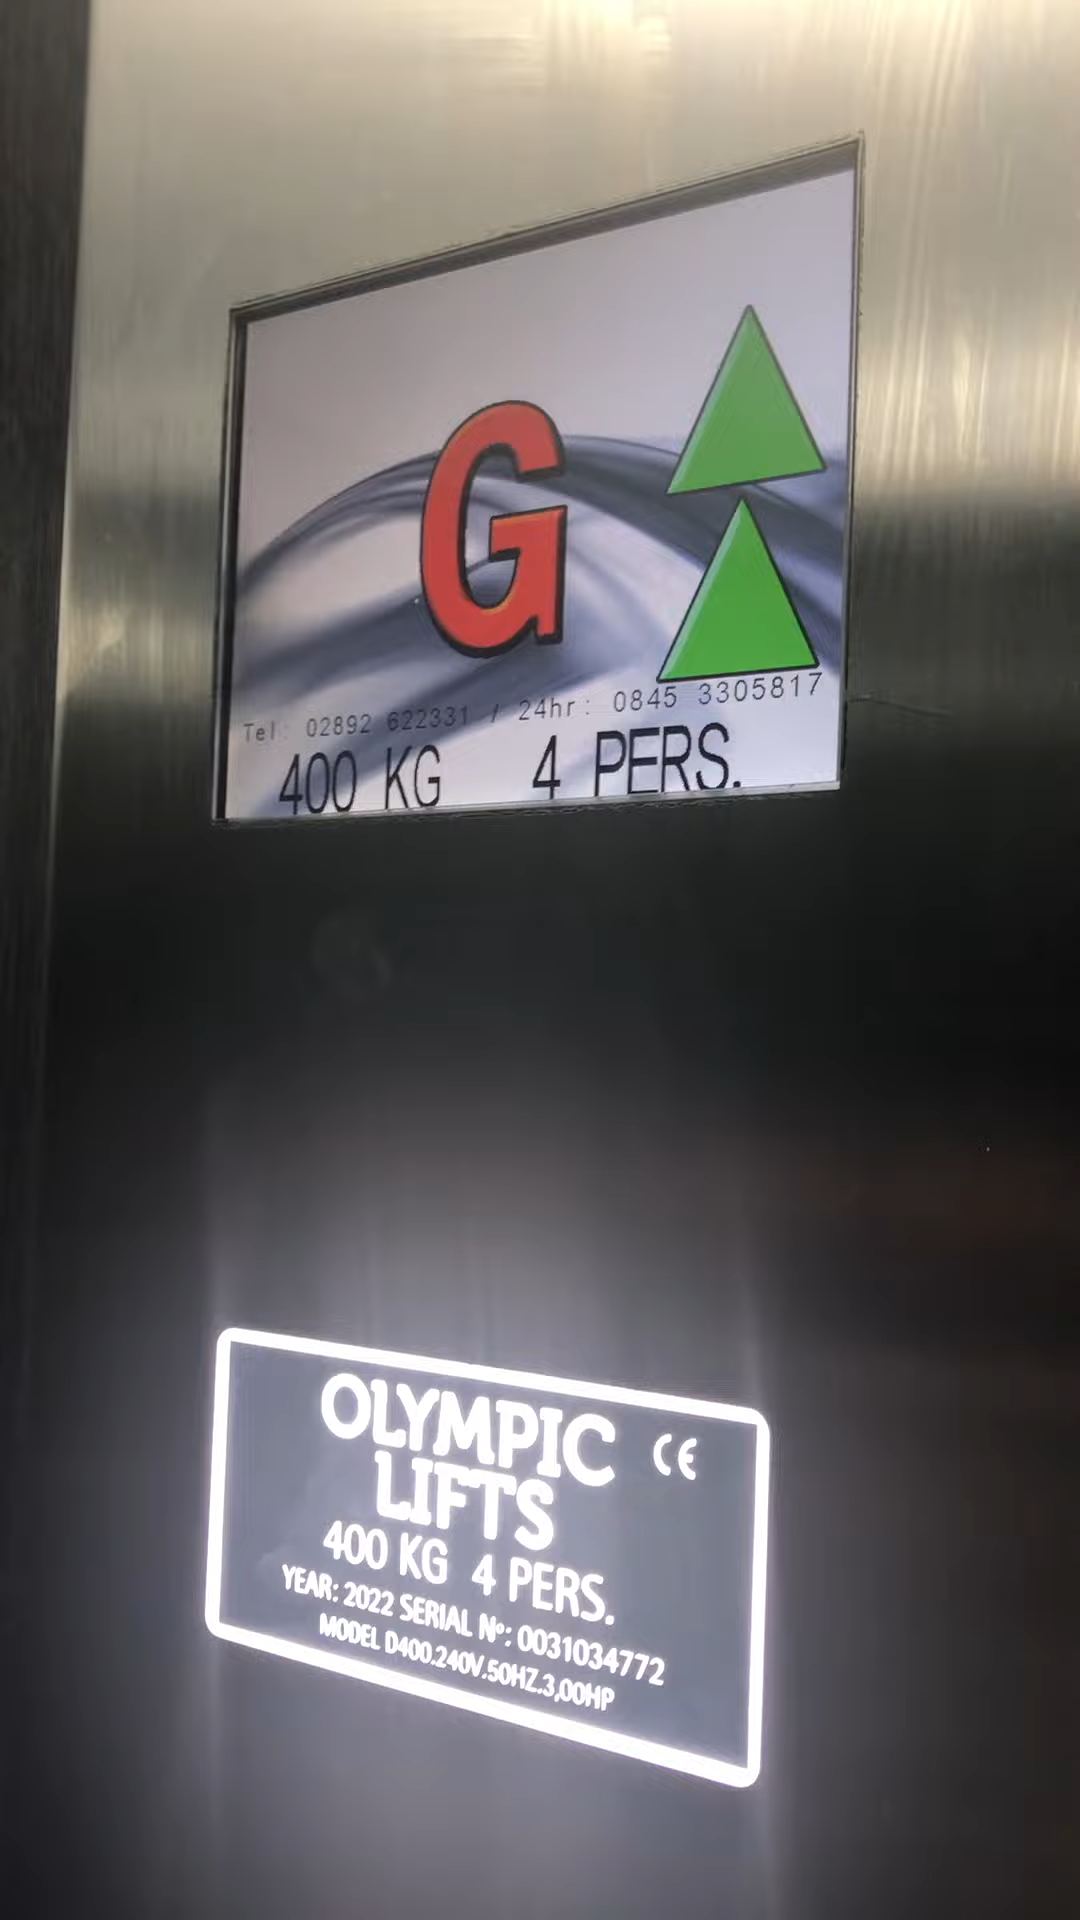 G
Tel: 02892 622331 / 24hr: 0845 3305817
400 KG 4 PERS.
OLYMPIC
LIFTS
CE
400 KG 4 PERS.
YEAR: 2022 SERIAL Nº: 0031034772
MODEL D400.240V.50HZ.3,00HP